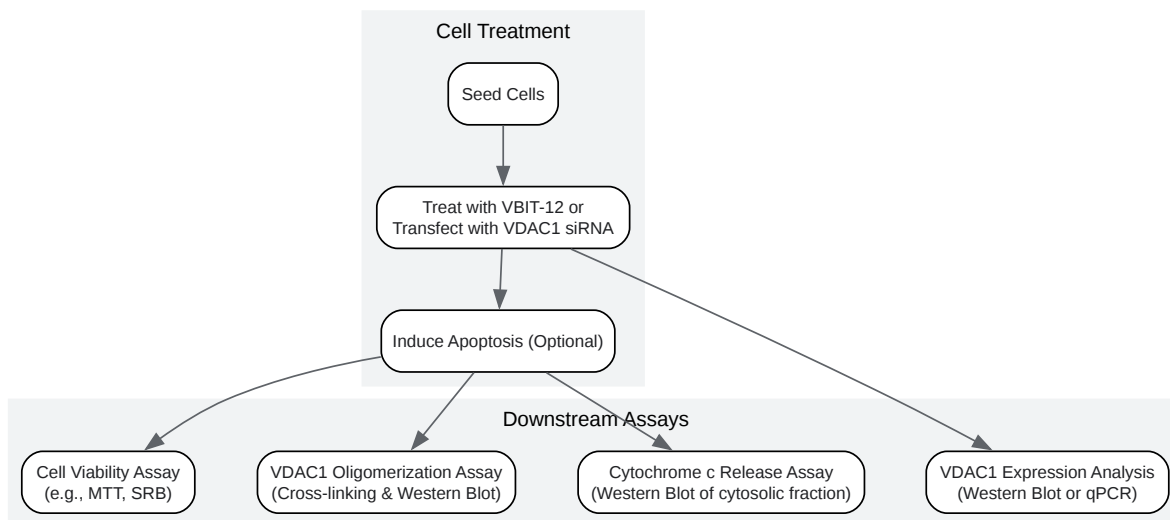 Cell Treatment
Seed Cells
Treat with VBIT-12 or
Transfect with VDAC1 siRNA
Induce Apoptosis (Optional)
Downstream Assays
Cell Viability Assay
(e.g., MTT, SRB)
VDAC1 Oligomerization Assay
(Cross-linking & Western Blot)
Cytochrome c Release Assay
(Western Blot of cytosolic fraction)
VDAC1 Expression Analysis
(Western Blot or qPCR)